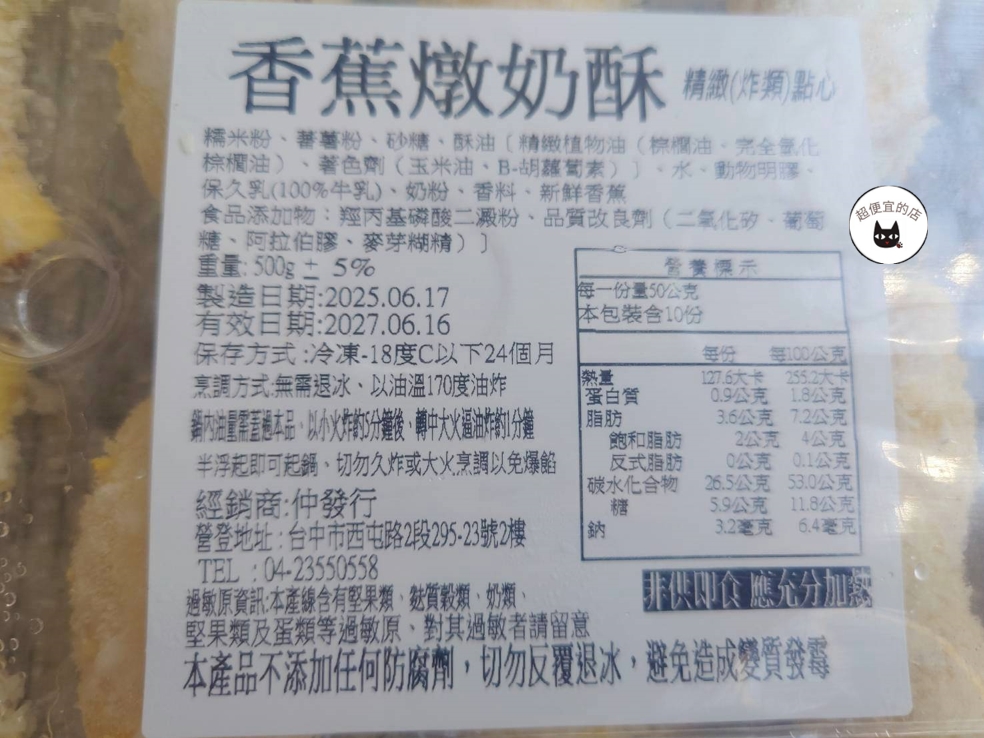 香蕉燉奶酥 精緻(炸類)點心
糯米粉、蕃薯粉、砂糖、酥油〔精緻植物油（棕櫚油、完全氫化
棕櫚油）、著色劑（玉米油、B-胡蘿蔔素）〕、水、動物明膠、
保久乳(100%牛乳)、奶粉、香料、新鮮香蕉
食品添加物：羥丙基磷酸二澱粉、品質改良劑（二氧化矽、葡萄
糖、阿拉伯膠、麥芽糊精）〕
重量: 500g ± 5%
製造日期:2025.06.17
有效日期:2027.06.16
保存方式:冷凍-18度C以下24個月
烹調方式:無需退冰、以油溫170度油炸
鍋內油量需蓋過本品、以小火炸約5分鐘後、轉中大火逼油炸約1分鐘
半浮起即可起鍋、切勿久炸或大火烹調以免爆餡
經銷商:仲發行
營登地址：台中市西屯路2段295-23號2樓
TEL：04-23550558
過敏原資訊:本產線含有堅果類、麩質穀類、奶類、
堅果類及蛋類等過敏原、對其過敏者請留意
本產品不添加任何防腐劑，切勿反覆退冰，避免造成變質發霉
營養標示
每一份量50公克
本包裝含10份
每份 每100公克
熱量 127.6大卡 255.2大卡
蛋白質 0.9公克 1.8公克
脂肪 3.6公克 7.2公克
飽和脂肪 2公克 4公克
反式脂肪 0公克 0.1公克
碳水化合物 26.5公克 53.0公克
糖 5.9公克 11.8公克
鈉 3.2毫克 6.4毫克
非供即食 應充分加熱
超便宜的店